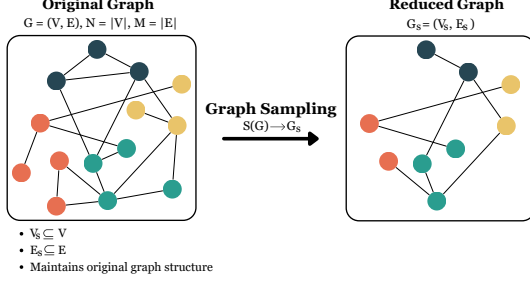 Original Graph
G = (V, E), N = |V|, M = |E|
Graph Sampling
S(G)→Gs
Reduced Graph
Gs = (Vs, Es)
• Vs ⊆ V
• Es ⊆ E
• Maintains original graph structure